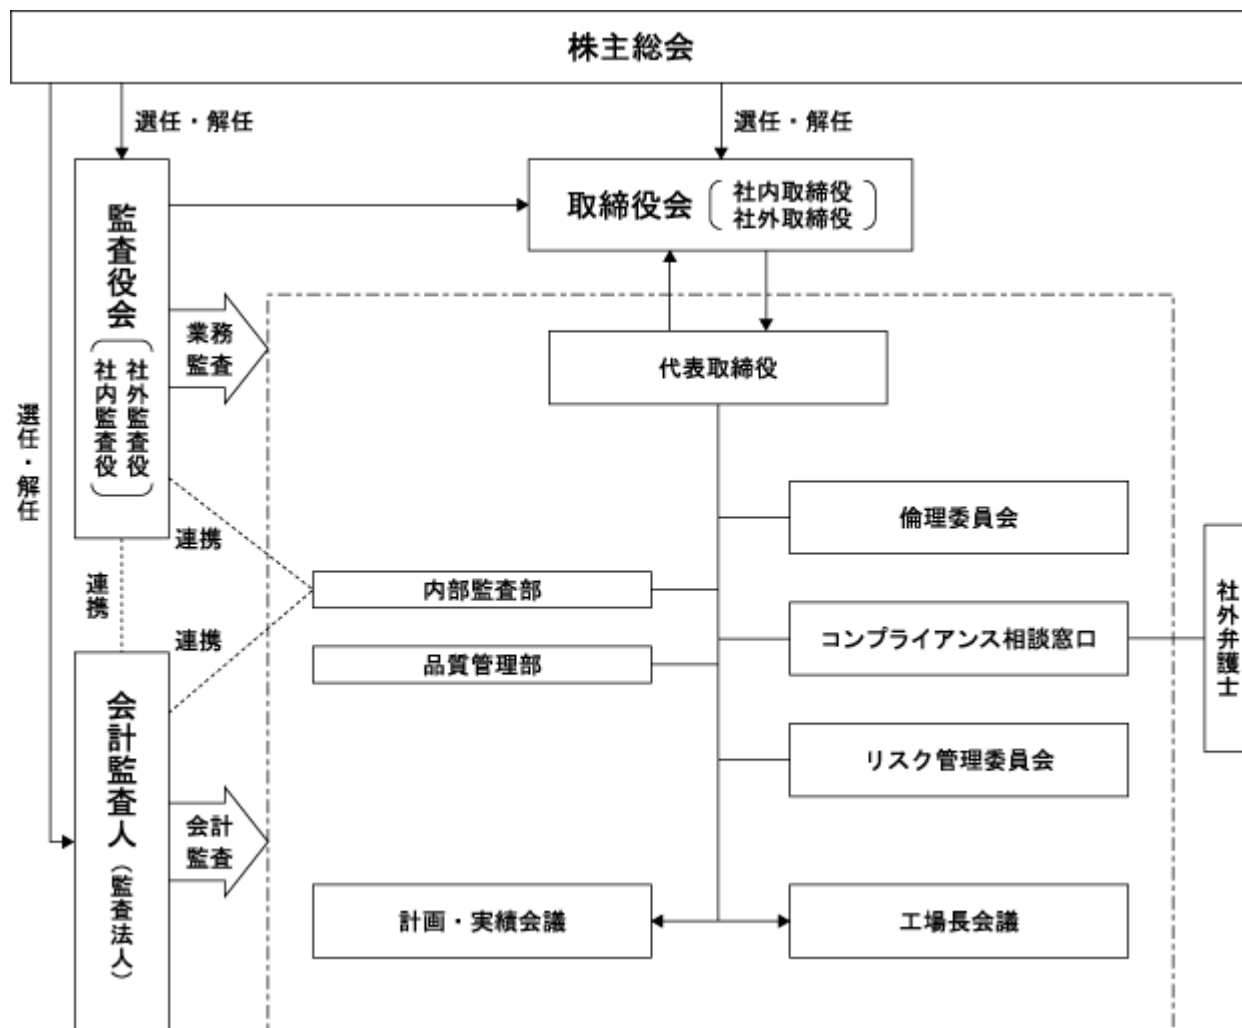 株主総会
選任・解任
選任・解任
選任・解任
監査役会
社外監査役
社内監査役
取締役会
社内取締役
社外取締役
業務
監査
代表取締役
連携
連携
連携
倫理委員会
内部監査部
コンプライアンス相談窓口
社外弁護士
品質管理部
リスク管理委員会
会計監査人(監査法人)
会計
監査
計画・実績会議
工場長会議